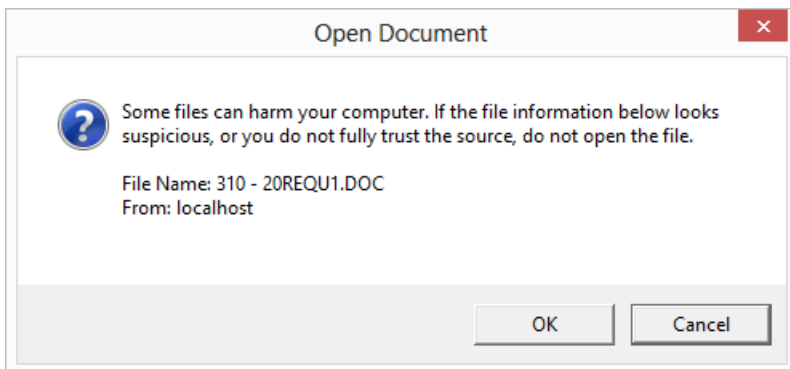 Open Document
Some files can harm your computer. If the file information below looks
suspicious, or you do not fully trust the source, do not open the file.
File Name: 310 - 20REQU1.DOC
From: localhost
OK Cancel